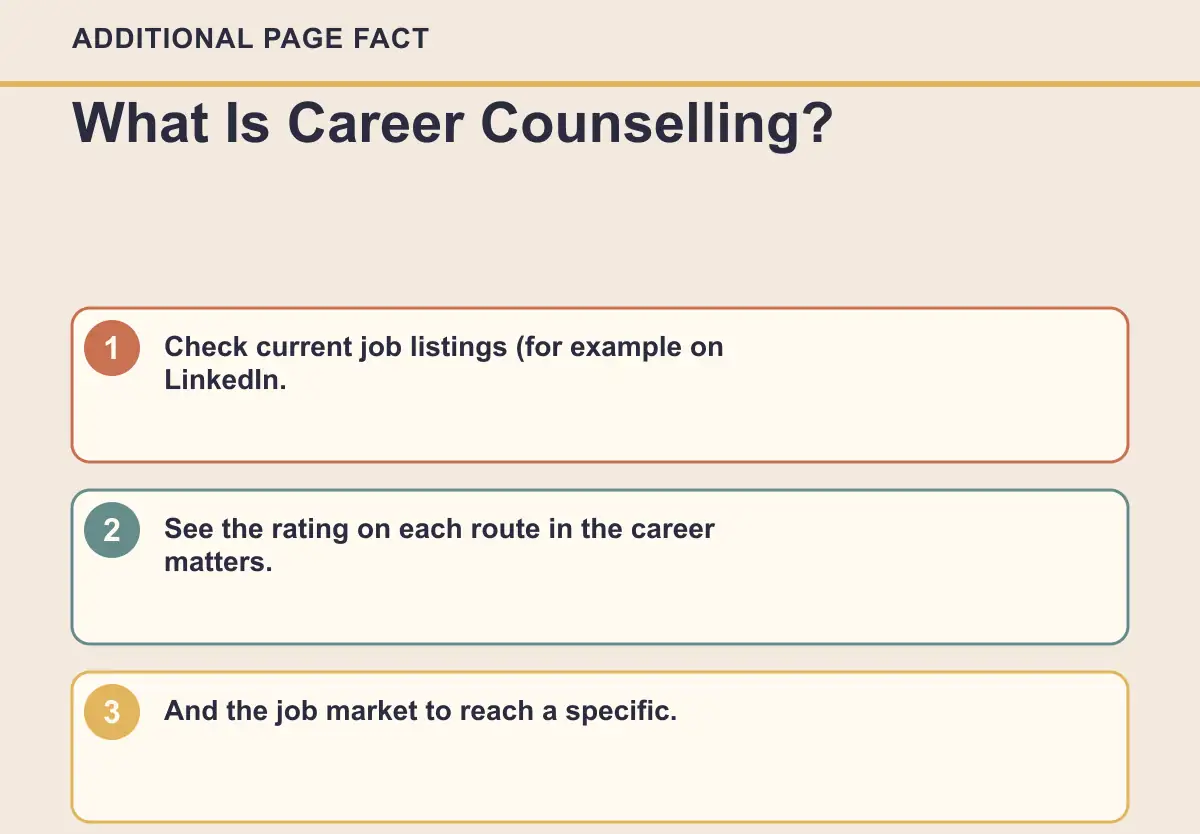 ADDITIONAL PAGE FACT
What Is Career Counselling?
1
Check current job listings (for example on
LinkedIn.
2
See the rating on each route in the career
matters.
3
And the job market to reach a specific.